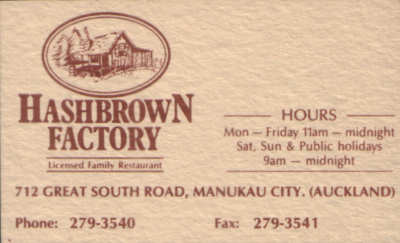 HASHBROWN
FACTORY
Licensed Family Restaurant
HOURS
Mon — Friday 11am — midnight
Sat, Sun & Public holidays
9am — midnight
712 GREAT SOUTH ROAD, MANUKAU CITY. (AUCKLAND)
Phone: 279-3540 Fax: 279-3541